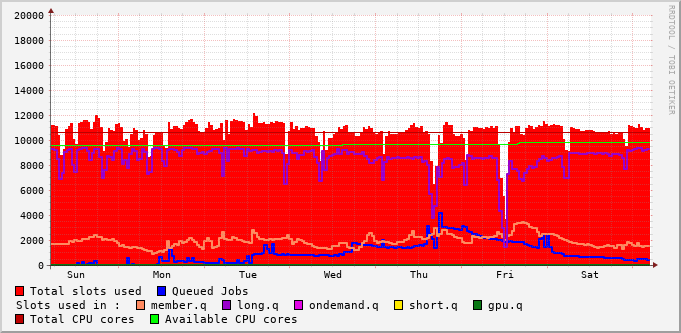 RRDTOOL / TOBI OETIKER
20000
18000
16000
14000
12000
10000
8000
6000
4000
2000
0
Sun Mon Tue Wed Thu Fri Sat
Total slots used Queued Jobs
Slots used in : member.q long.q ondemand.q short.q gpu.q
Total CPU cores Available CPU cores